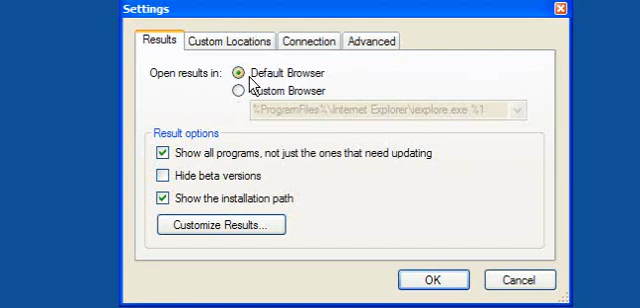 Settings
Results
Custom Locations
Connection
Advanced
Open results in:
Default Browser
Custom Browser
%ProgramFiles%\Internet Explorer\iexplore.exe %1
Result options
Show all programs, not just the ones that need updating
Hide beta versions
Show the installation path
Customize Results...
OK
Cancel